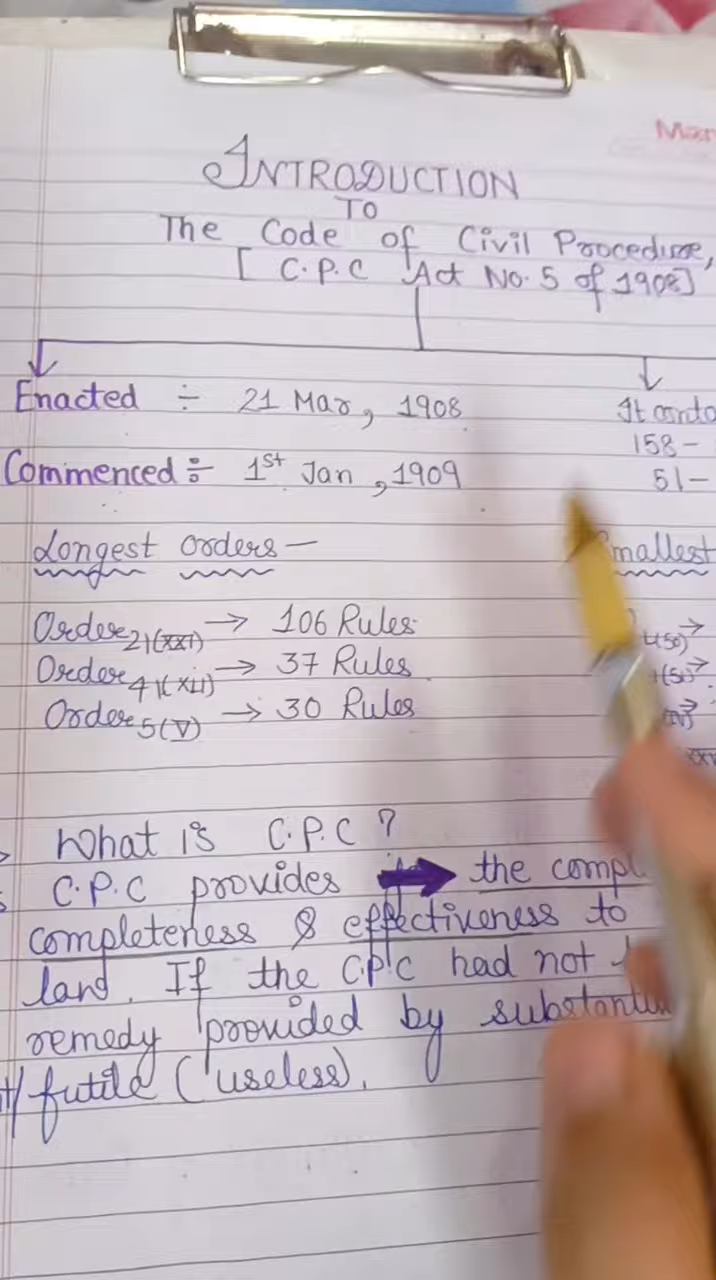 Mar
INTRODUCTION
TO
The Code of Civil Procedure,
[ C.P.C Act No. 5 of 1908]
Enacted ÷ 21 Mar, 1908
It
158 -
Commenced ÷ 1st Jan, 1909
51 -
Longest orders —
Smallest
Order 21(XXI) → 106 Rules
Order 41(XLI) → 37 Rules
Order 5(V) → 30 Rules
What is C.P.C ?
C.P.C provides → the compl
completeness & effectiveness to
land. If the CPC had not
remedy provided by
futile (useless).